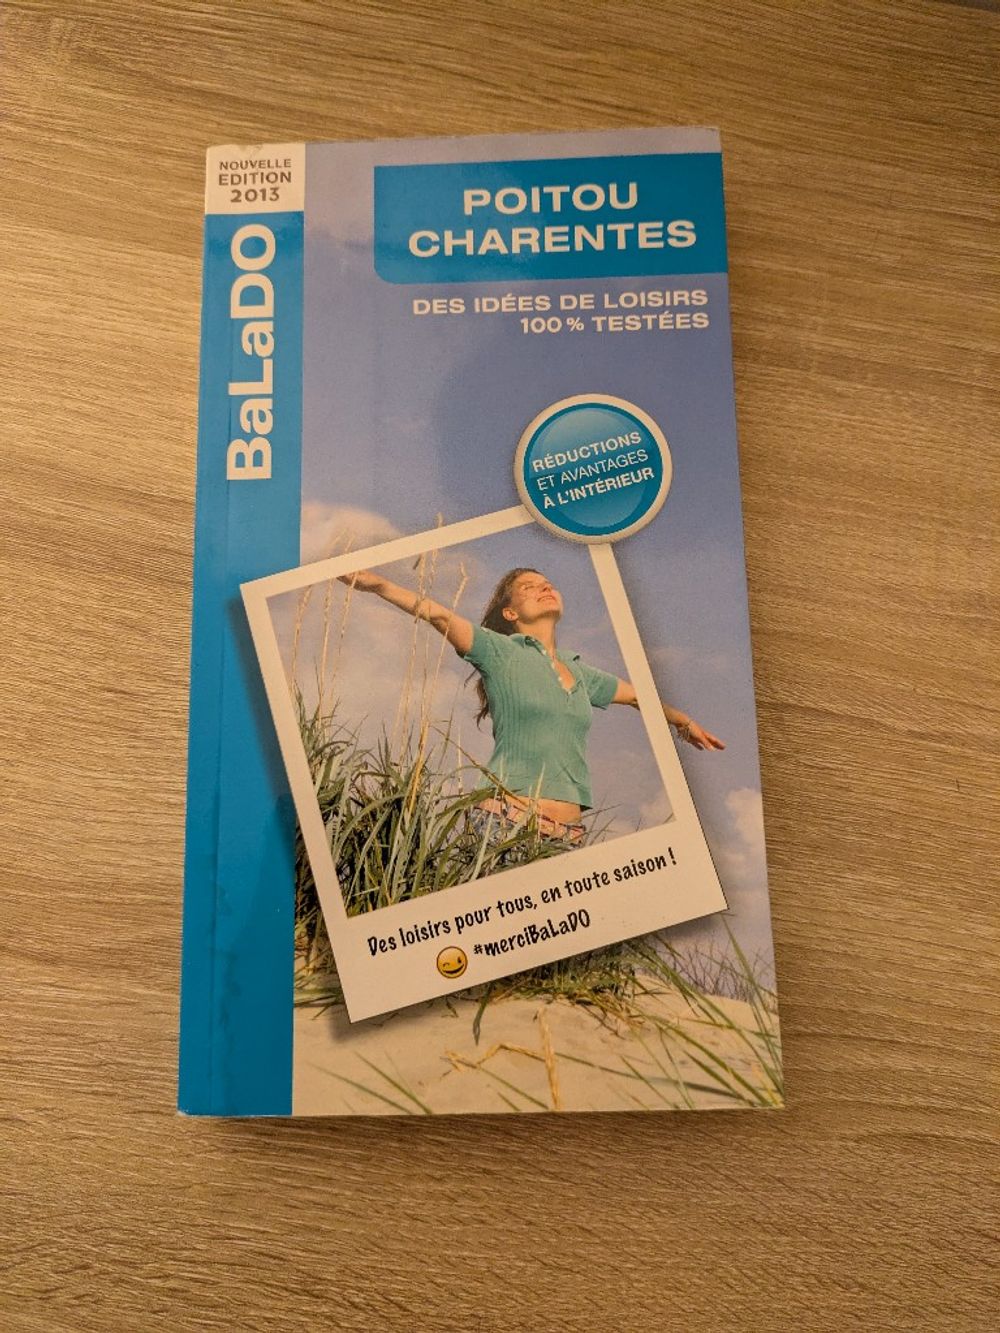 NOUVELLE
EDITION
2013
BaLaDO
POITOU
CHARENTES
DES IDÉES DE LOISIRS
100 % TESTÉES
RÉDUCTIONS
ET AVANTAGES
À L'INTÉRIEUR
Des loisirs pour tous, en toute saison !
#merciBaLaDO